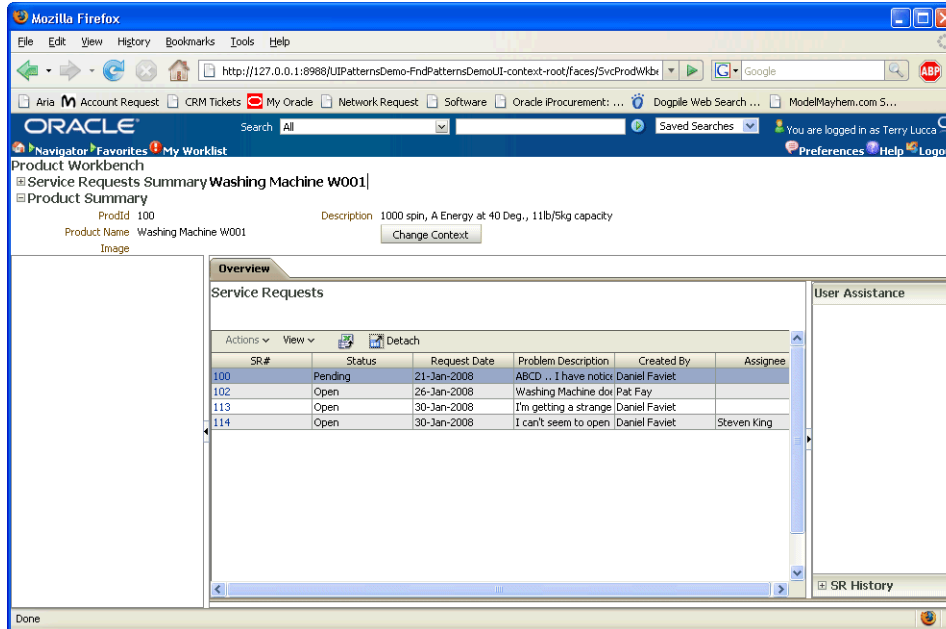 Mozilla Firefox
File Edit View History Bookmarks Tools Help
http://127.0.0.1:8988/UIPatternsDemo-FndPatternsDemoUI-context-root/faces/SvcProdWkbe G Google ABP
Aria Account Request CRM Tickets My Oracle Network Request Software Oracle iProcurement: ... Dogpile Web Search ... ModelMayhem.com S...
ORACLE Search All Saved Searches You are logged in as Terry Lucca
Navigator Favorites My Worklist Preferences Help Logo
Product Workbench
Service Requests Summary Washing Machine W001
Product Summary
ProdId 100 Description 1000 spin, A Energy at 40 Deg., 11lb/5kg capacity
Product Name Washing Machine W001 Change Context
Image
Overview
Service Requests User Assistance
Actions View Detach
SR# Status Request Date Problem Description Created By Assignee
100 Pending 21-Jan-2008 ABCD .. I have notice Daniel Faviet
102 Open 26-Jan-2008 Washing Machine doe Pat Fay
113 Open 30-Jan-2008 I'm getting a strange Daniel Faviet
114 Open 30-Jan-2008 I can't seem to open Daniel Faviet Steven King
SR History
Done